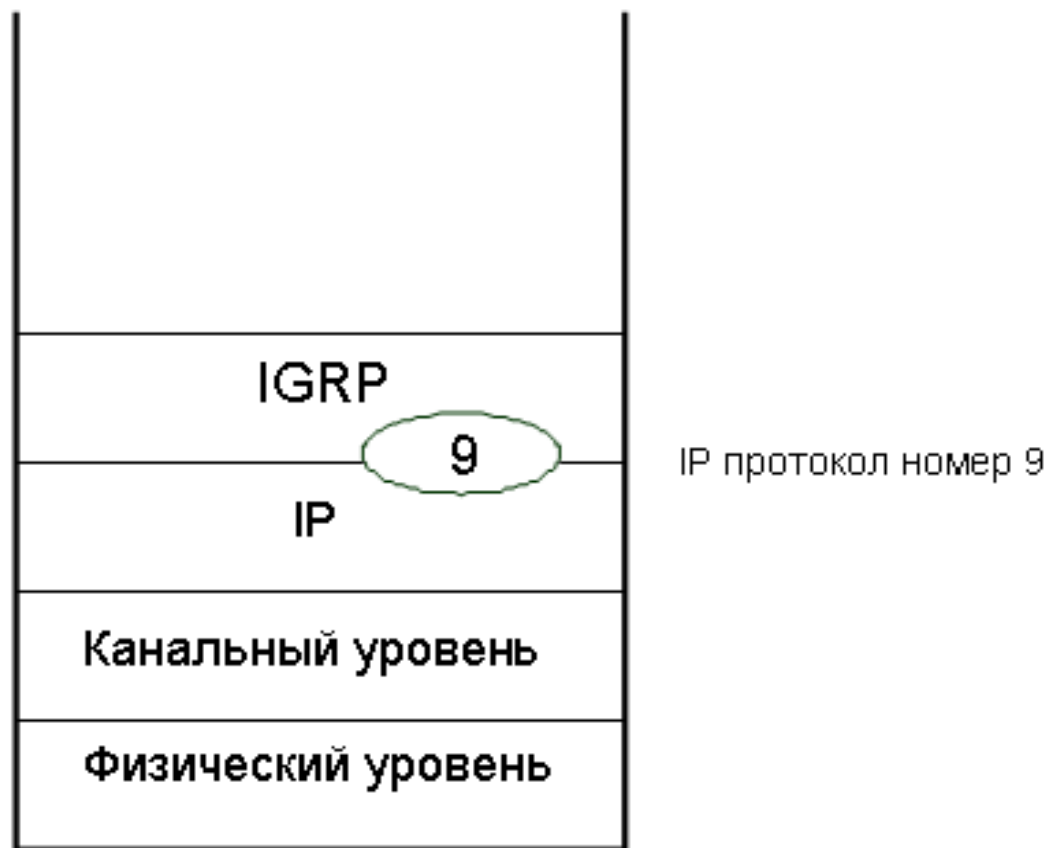 IGRP
9
IP протокол номер 9
IP
Канальный уровень
Физический уровень